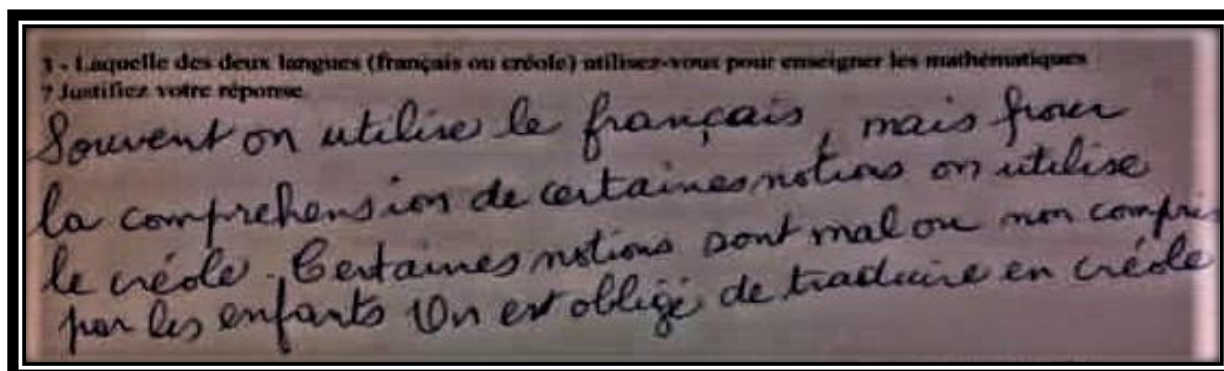 3 - Laquelle des deux langues (français ou créole) utilisez-vous pour enseigner les mathématiques
? Justifiez votre réponse
Souvent on utilise le français, mais pour
la comprehension de certaines notions on utilise
le créole. Certaines notions sont mal ou non compris
par les enfants On est obligé de traduire en créole